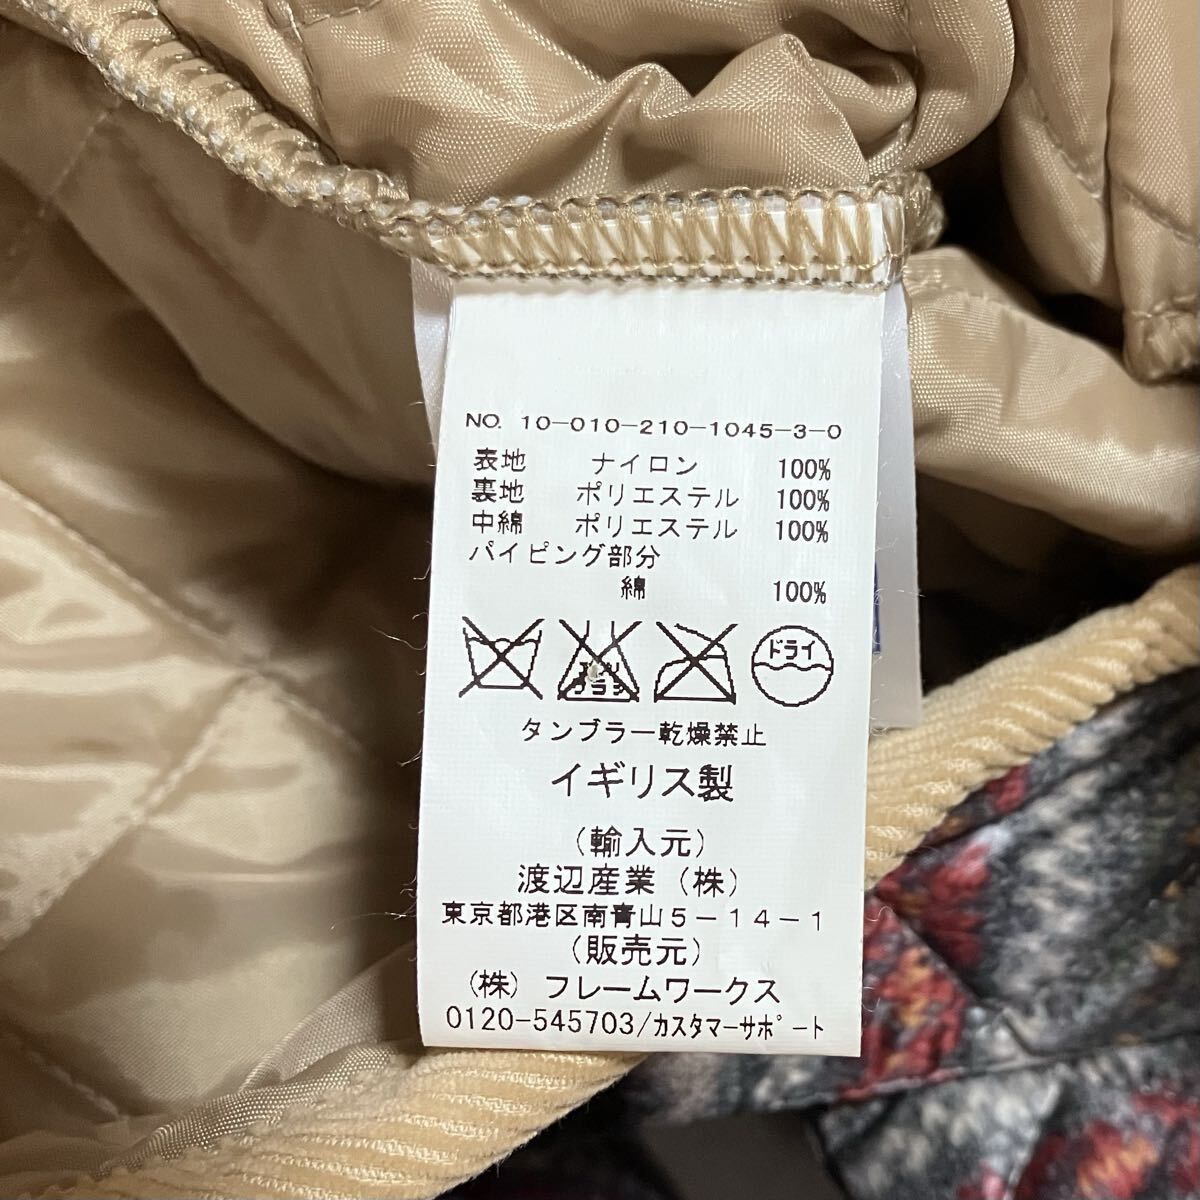 NO. 10-010-210-1045-3-0
表地 ナイロン 100%
裏地 ポリエステル 100%
中綿 ポリエステル 100%
パイピング部分
綿 100%
ドライ
タンブラー乾燥禁止
イギリス製
(輸入元)
渡辺産業(株)
東京都港区南青山5-14-1
(販売元)
(株)フレームワークス
0120-545703/カスタマーサポート